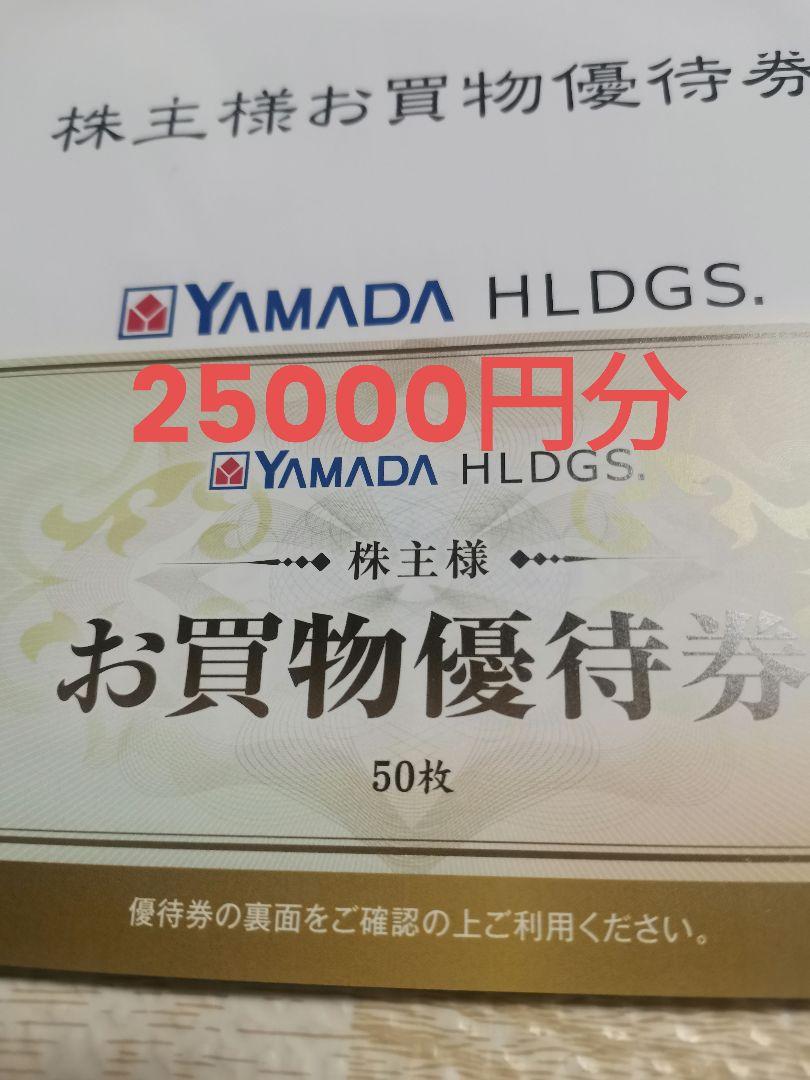 株主様お買物優待券
YAMADA HLDGS.
25000円分
YAMADA HLDGS.
株主様
お買物優待券
50枚
優待券の裏面をご確認の上ご利用ください。